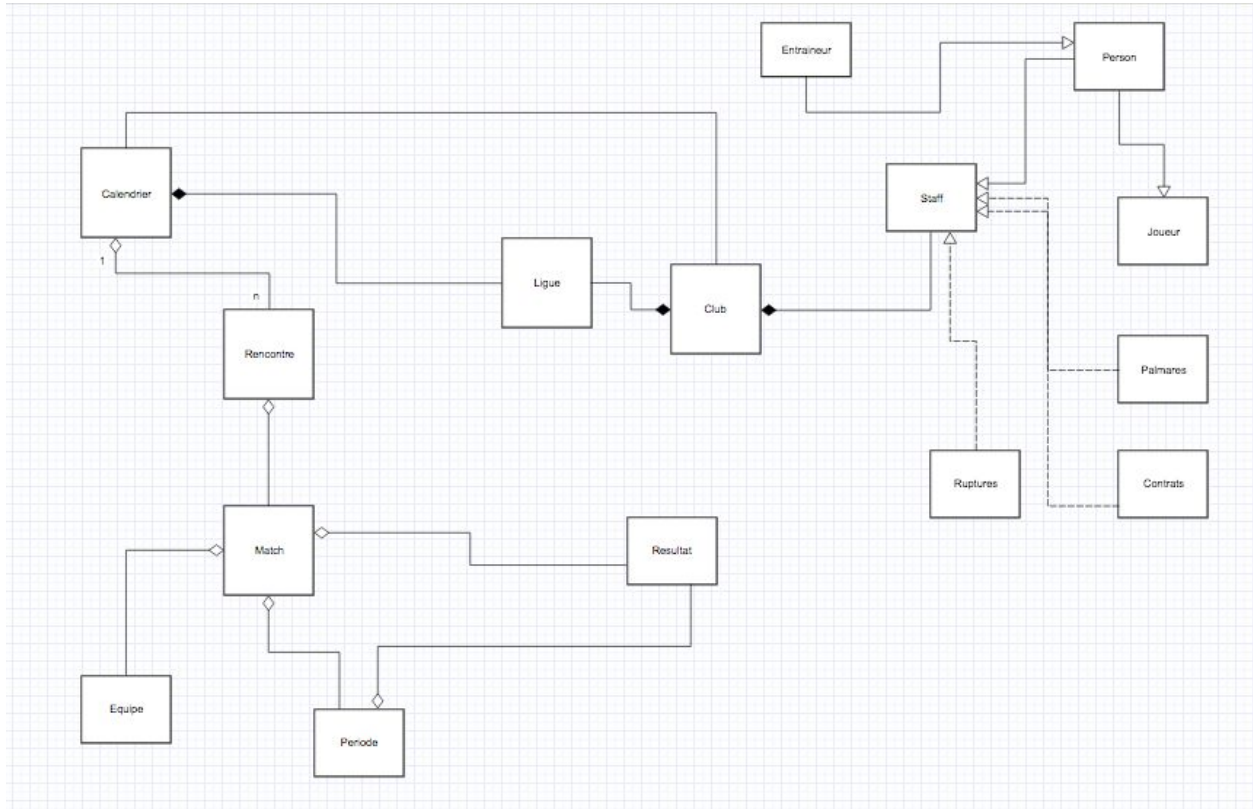 Entraineur
Person
Calendrier
Staff
Joueur
1
Ligue
n
Club
Rencontre
Palmares
Ruptures
Contrats
Match
Resultat
Equipe
Periode